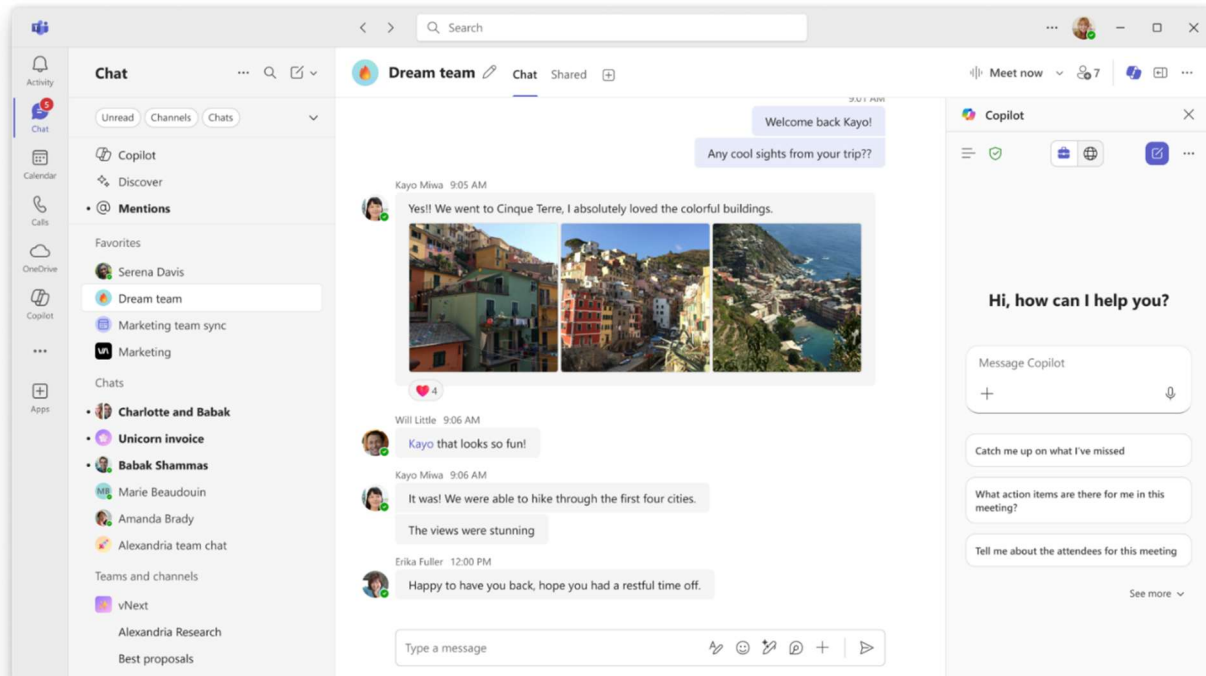 Search
Activity
5
Chat
Calendar
Calls
OneDrive
Copilot
Apps
Chat
Unread
Channels
Chats
Copilot
Discover
@ Mentions
Favorites
Serena Davis
Dream team
Marketing team sync
Marketing
Chats
Charlotte and Babak
Unicorn invoice
Babak Shammas
MB Marie Beaudouin
Amanda Brady
Alexandria team chat
Teams and channels
vNext
Alexandria Research
Best proposals
Dream team
Chat
Shared
Meet now
7
9:01 AM
Welcome back Kayo!
Any cool sights from your trip??
Kayo Miwa 9:05 AM
Yes!! We went to Cinque Terre, I absolutely loved the colorful buildings.
4
Will Little 9:06 AM
Kayo that looks so fun!
Kayo Miwa 9:06 AM
It was! We were able to hike through the first four cities.
The views were stunning
Erika Fuller 12:00 PM
Happy to have you back, hope you had a restful time off.
Type a message
Copilot
Hi, how can I help you?
Message Copilot
Catch me up on what I've missed
What action items are there for me in this
meeting?
Tell me about the attendees for this meeting
See more